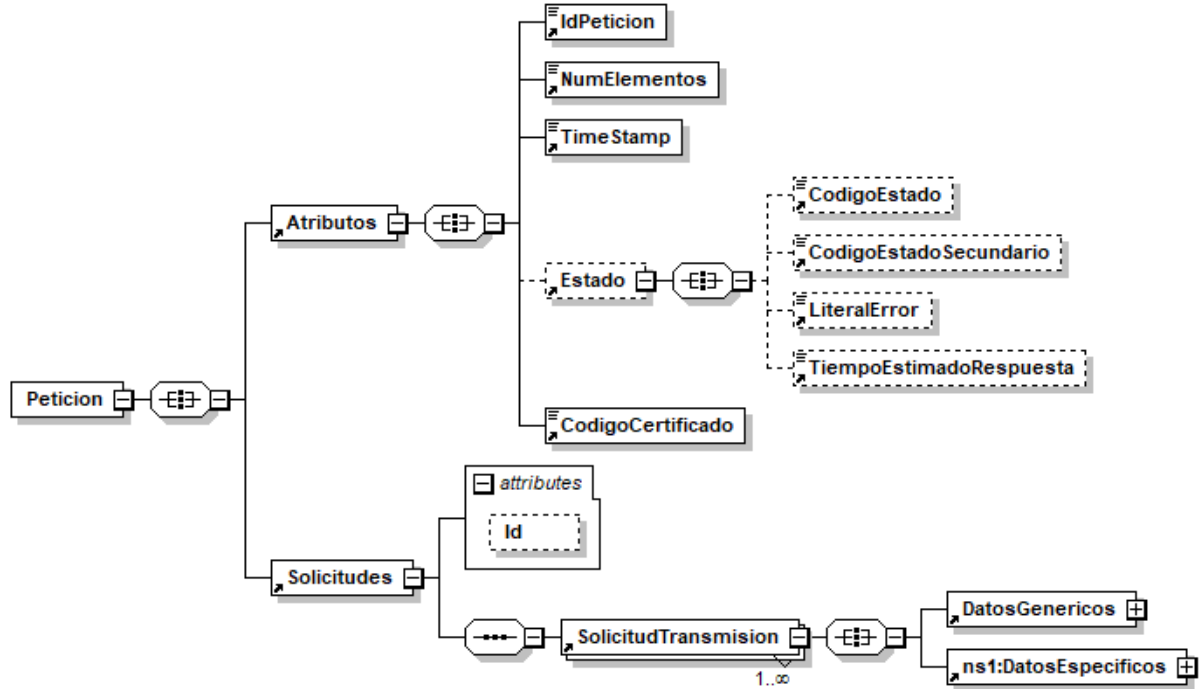 IdPeticion
NumElementos
TimeStamp
CodigoEstado
Atributos
CodigoEstadoSecundario
Estado
LiteralError
TiempoEstimadoRespuesta
Peticion
CodigoCertificado
attributes
Id
Solicitudes
DatosGenericos
SolicitudTransmision
ns1:DatosEspecificos
1..∞